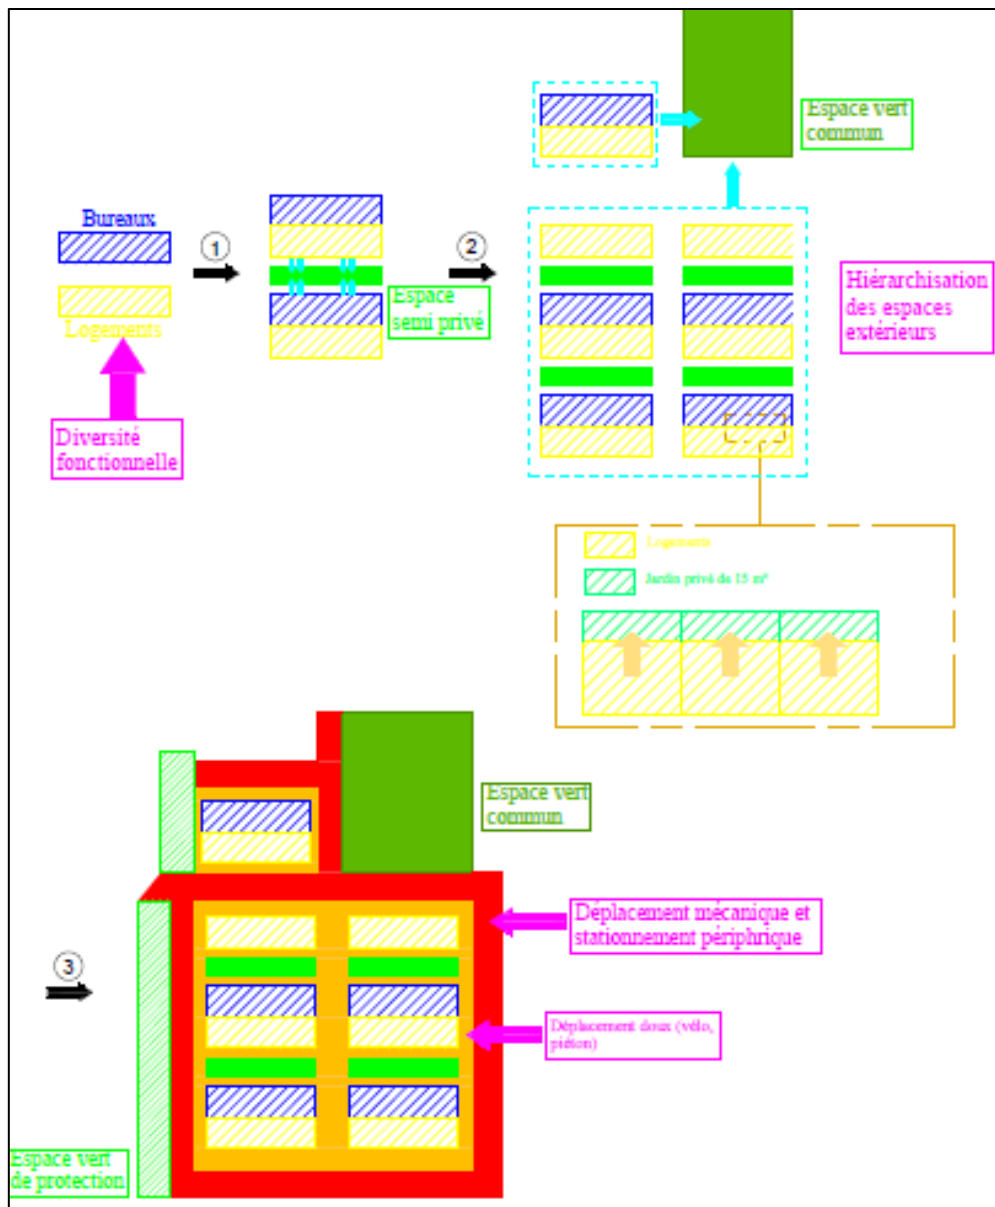 Espace vert
commun
Bureaux
1
2
Hiérarchisation
des espaces
extérieurs
Espace
semi privé
Logements
Diversité
fonctionnelle
Logements
Jardin privé de 15 m²
Espace vert
commun
Déplacement mécanique et
stationnement périphrique
3
Déplacement doux (vélo,
piéton)
Espace vert
de protection